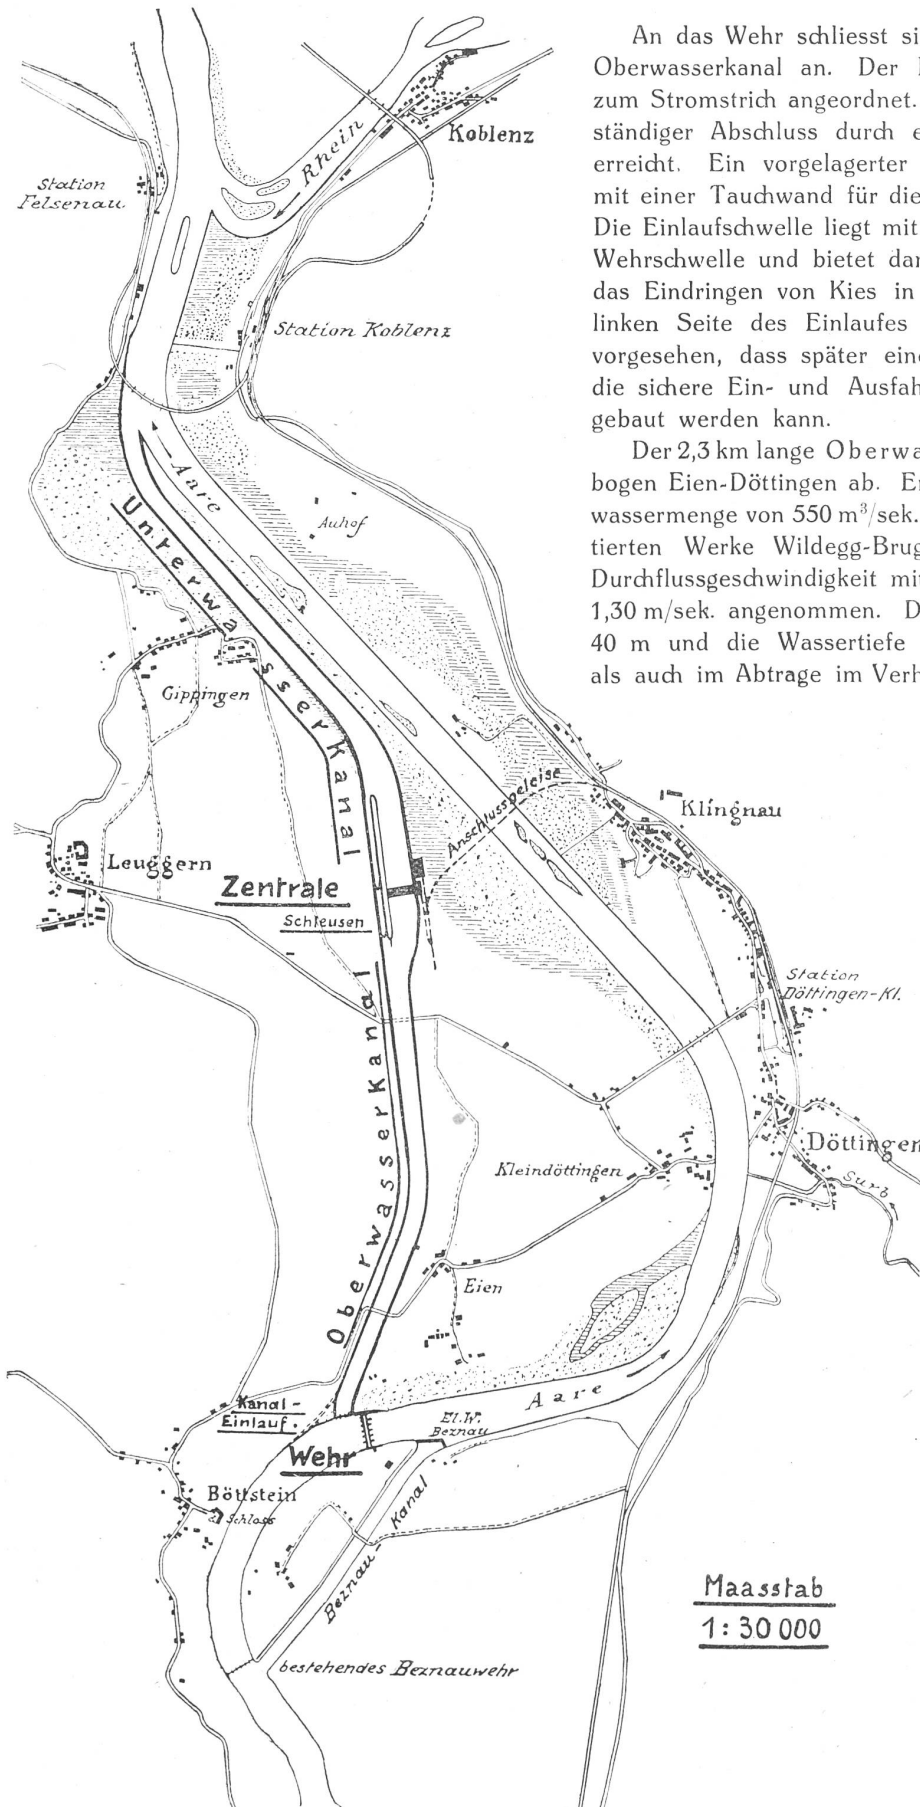 An das Wehr schliesst si
Oberwasserkanal an. Der
zum Stromstrich angeordnet.
ständiger Abschluss durch e
erreicht. Ein vorgelagerter
mit einer Tauchwand für die
Die Einlaufschwelle liegt mit
Wehrschwelle und bietet dar
das Eindringen von Kies in
linken Seite des Einlaufes
vorgesehen, dass später eine
die sichere Ein- und Ausfah
gebaut werden kann.
Der 2,3 km lange Oberwa
bogen Eien-Döttingen ab. Er
wassermenge von 550 m³/sek.
tierten Werke Wildegg-Brug
Durchflussgeschwindigkeit mit
1,30 m/sek. angenommen. D
40 m und die Wassertiefe
als auch im Abtrage im Verh
Koblenz
Rhein
Station
Felsenau.
Station Koblenz
Aare
Auhof
Unterwasserkanal
Gippingen
Anschlussgeleise
Klingnau
Leuggern
Zentrale
Schleusen
Station
Döttingen-Kl.
Oberwasserkanal
Döttingen
Kleindöttingen
Surb
Eien
Aare
Kanal-
Einlauf.
El.W.
Beznau
Wehr
Böttstein
Schloss
Beznau-Kanal
Maasstab
1:30 000
bestehendes Beznauwehr